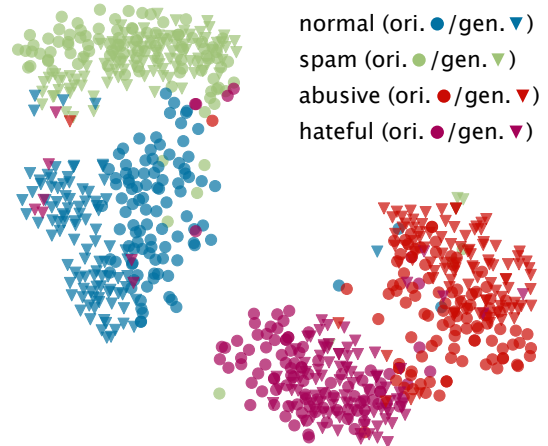 normal (ori. ●/gen. ▼)
spam (ori. ●/gen. ▼)
abusive (ori. ●/gen. ▼)
hateful (ori. ●/gen. ▼)